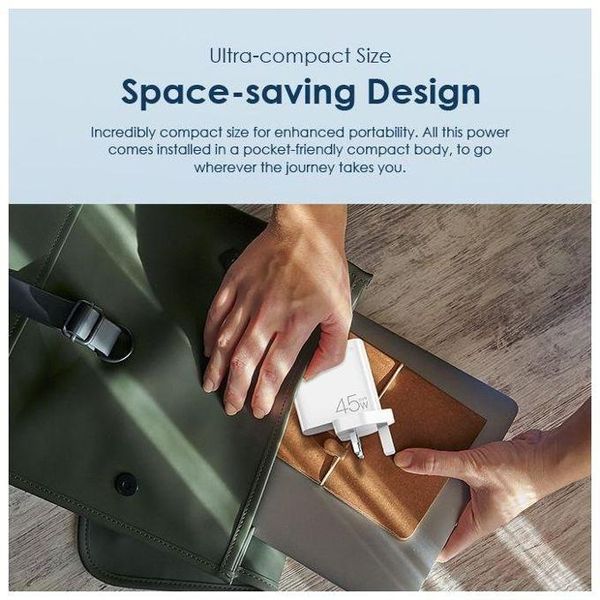 Ultra-compact Size
Space-saving Design
Incredibly compact size for enhanced portability. All this power
comes installed in a pocket-friendly compact body, to go
wherever the journey takes you.
45W